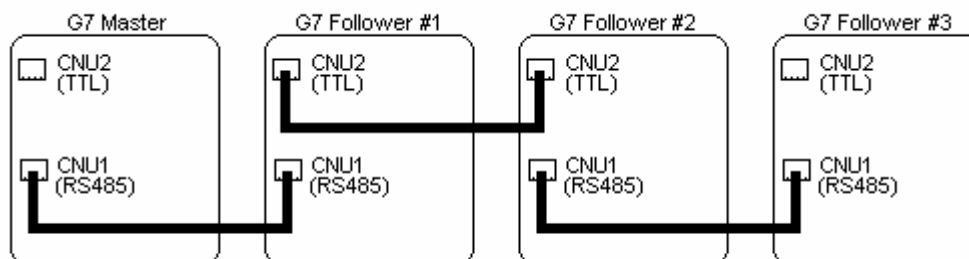 G7 Master
G7 Follower #1
G7 Follower #2
G7 Follower #3
CNU2
(TTL)
CNU2
(TTL)
CNU2
(TTL)
CNU2
(TTL)
CNU1
(RS485)
CNU1
(RS485)
CNU1
(RS485)
CNU1
(RS485)